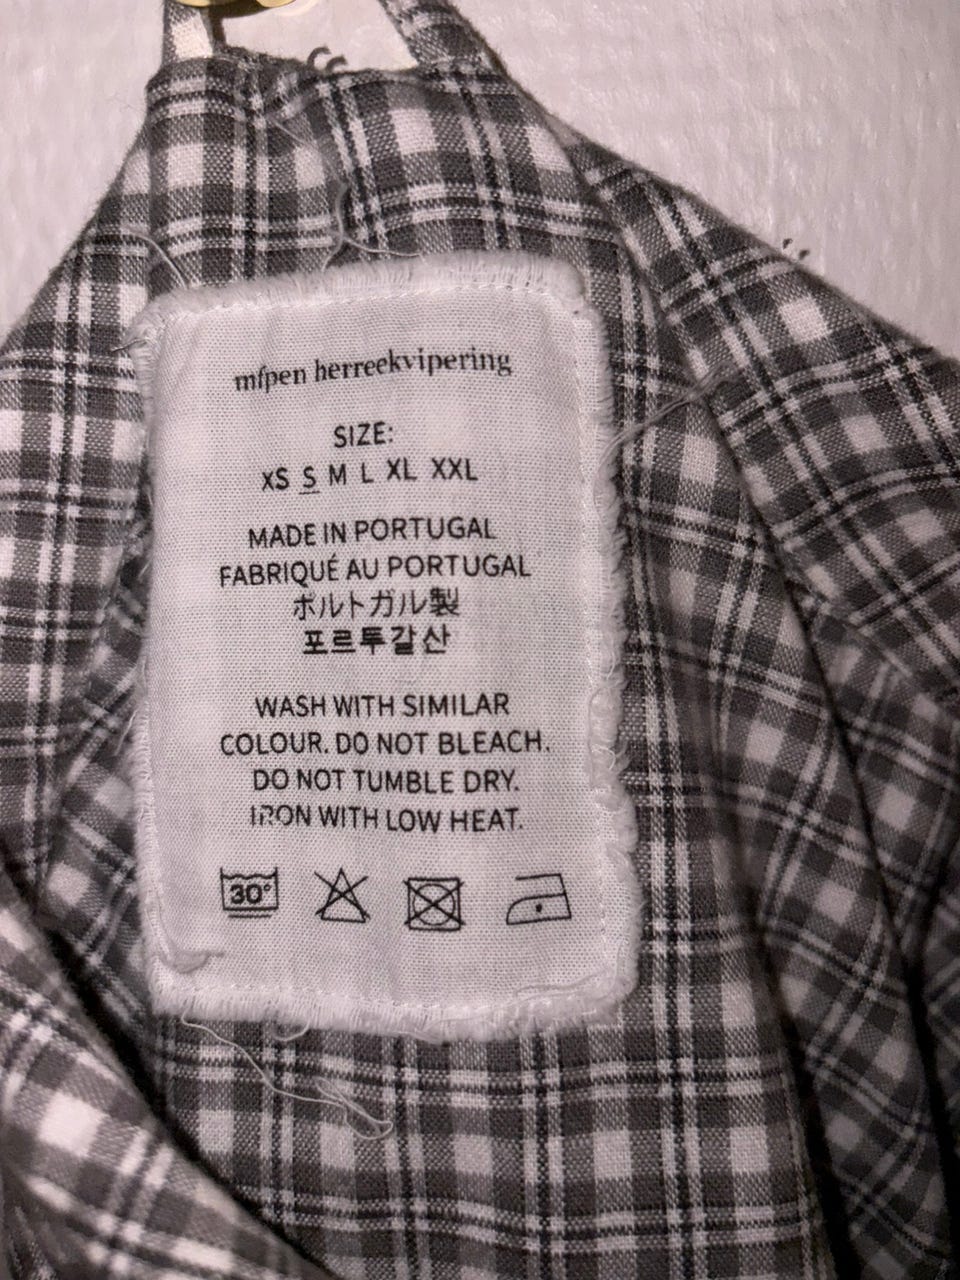 mfpen herreekvipering
SIZE:
XS S M L XL XXL
MADE IN PORTUGAL
FABRIQUÉ AU PORTUGAL
ポルトガル製
포르투갈산
WASH WITH SIMILAR
COLOUR. DO NOT BLEACH.
DO NOT TUMBLE DRY.
IRON WITH LOW HEAT.
30°